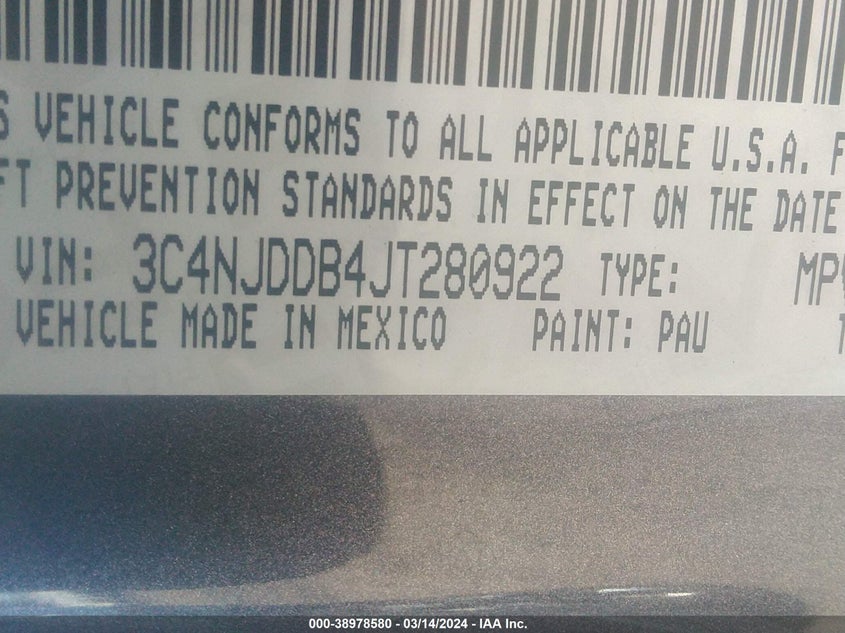 S VEHICLE CONFORMS TO ALL APPLICABLE U.S.A. F
FT PREVENTION STANDARDS IN EFFECT ON THE DATE
VIN: 3C4NJDDB4JT280922 TYPE: MPV
VEHICLE MADE IN MEXICO PAINT: PAU T
000-38978580 - 03/14/2024 - IAA Inc.